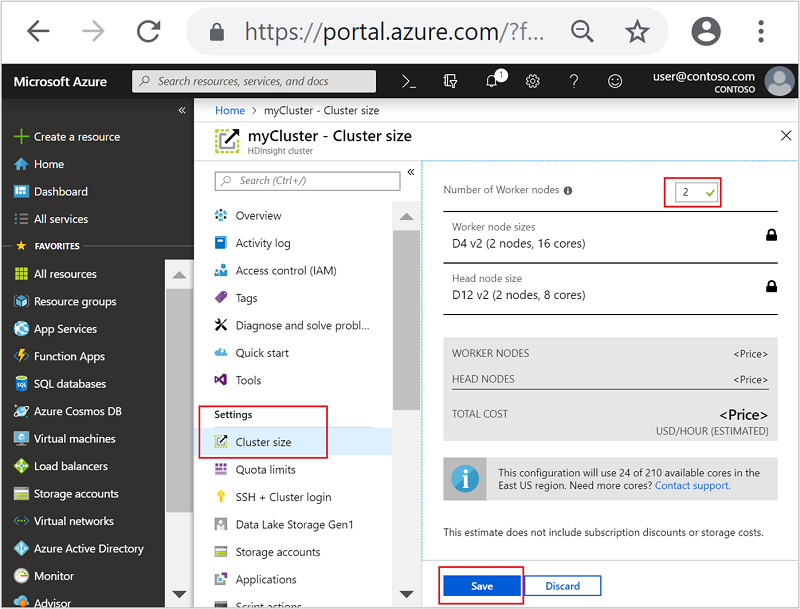 https://portal.azure.com/?f...
Microsoft Azure
Search resources, services, and docs
1
user@contoso.com
CONTOSO
Create a resource
Home
Dashboard
All services
FAVORITES
All resources
Resource groups
App Services
Function Apps
SQL databases
Azure Cosmos DB
Virtual machines
Load balancers
Storage accounts
Virtual networks
Azure Active Directory
Monitor
Advisor
Home > myCluster - Cluster size
myCluster - Cluster size
HDInsight cluster
Search (Ctrl+/)
Overview
Activity log
Access control (IAM)
Tags
Diagnose and solve probl...
Quick start
Tools
Settings
Cluster size
Quota limits
SSH + Cluster login
Data Lake Storage Gen1
Storage accounts
Applications
Script actions
Number of Worker nodes
2
Worker node sizes
D4 v2 (2 nodes, 16 cores)
Head node size
D12 v2 (2 nodes, 8 cores)
WORKER NODES <Price>
HEAD NODES <Price>
TOTAL COST <Price>
USD/HOUR (ESTIMATED)
This configuration will use 24 of 210 available cores in the
East US region. Need more cores? Contact support.
This estimate does not include subscription discounts or storage costs.
Save
Discard